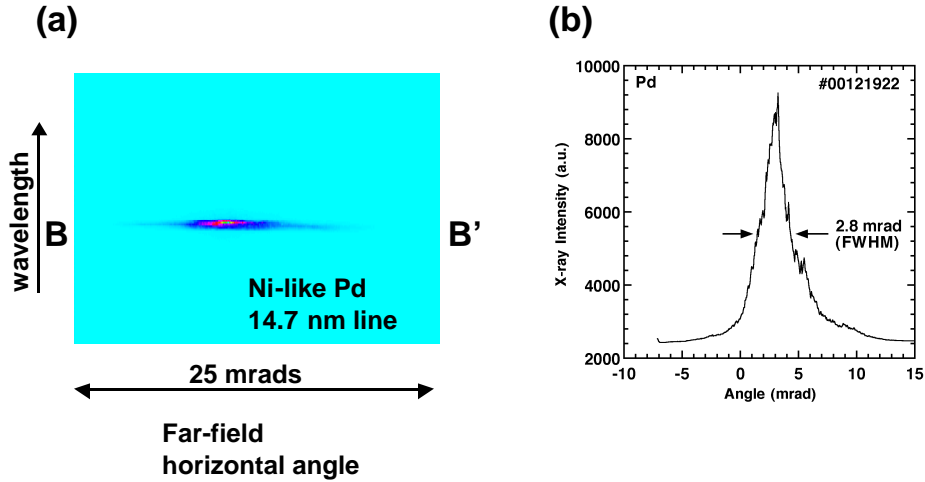 (a)
wavelength
B
B'
Ni-like Pd
14.7 nm line
25 mrads
Far-field
horizontal angle
(b)
10000
8000
6000
4000
2000
X-ray Intensity (a.u.)
Pd
#00121922
2.8 mrad
(FWHM)
-10
-5
0
5
10
15
Angle (mrad)